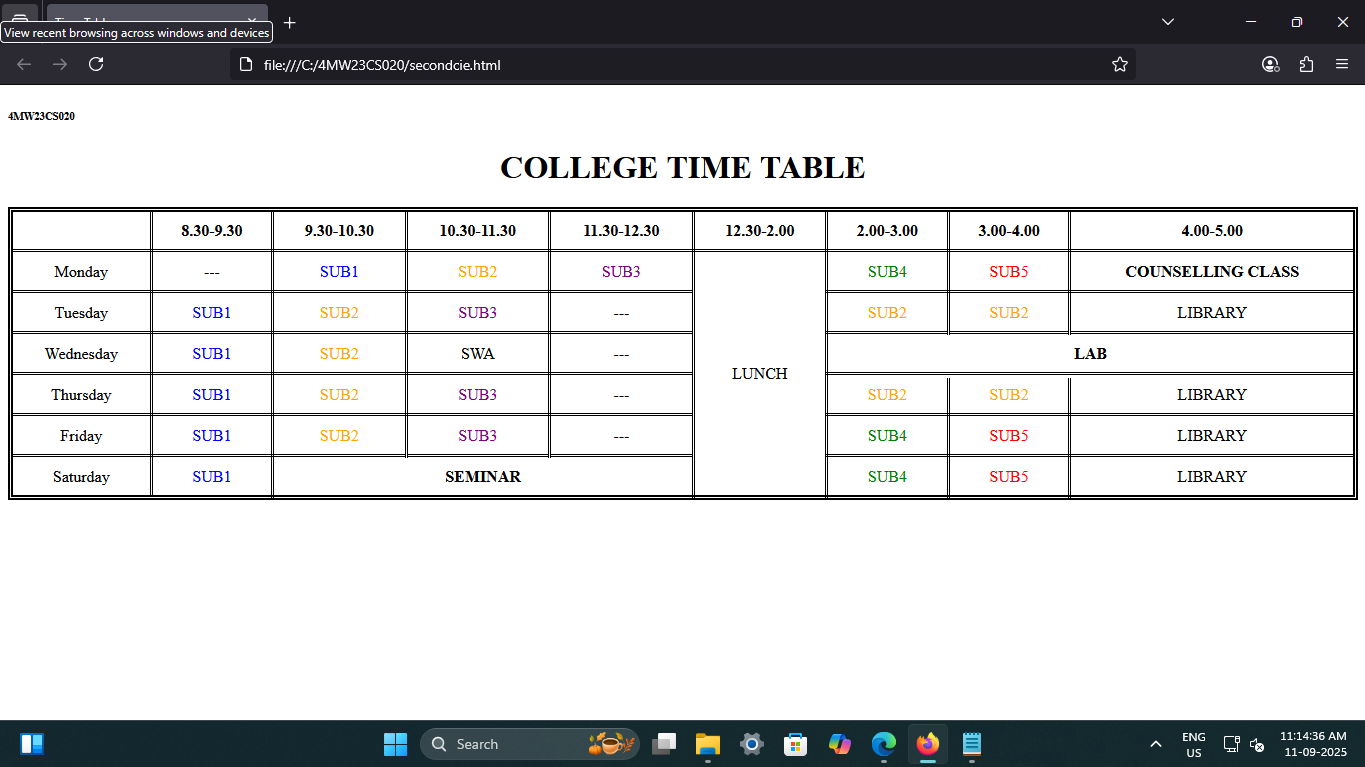 Time Table
View recent browsing across windows and devices
file:///C:/4MW23CS020/secondcie.html
4MW23CS020
COLLEGE TIME TABLE
8.30-9.30 9.30-10.30 10.30-11.30 11.30-12.30 12.30-2.00 2.00-3.00 3.00-4.00 4.00-5.00
Monday --- SUB1 SUB2 SUB3 SUB4 SUB5 COUNSELLING CLASS
Tuesday SUB1 SUB2 SUB3 --- SUB2 SUB2 LIBRARY
Wednesday SUB1 SUB2 SWA --- LAB
LUNCH
Thursday SUB1 SUB2 SUB3 --- SUB2 SUB2 LIBRARY
Friday SUB1 SUB2 SUB3 --- SUB4 SUB5 LIBRARY
Saturday SUB1 SEMINAR SUB4 SUB5 LIBRARY
Search
ENG
US
11:14:36 AM
11-09-2025